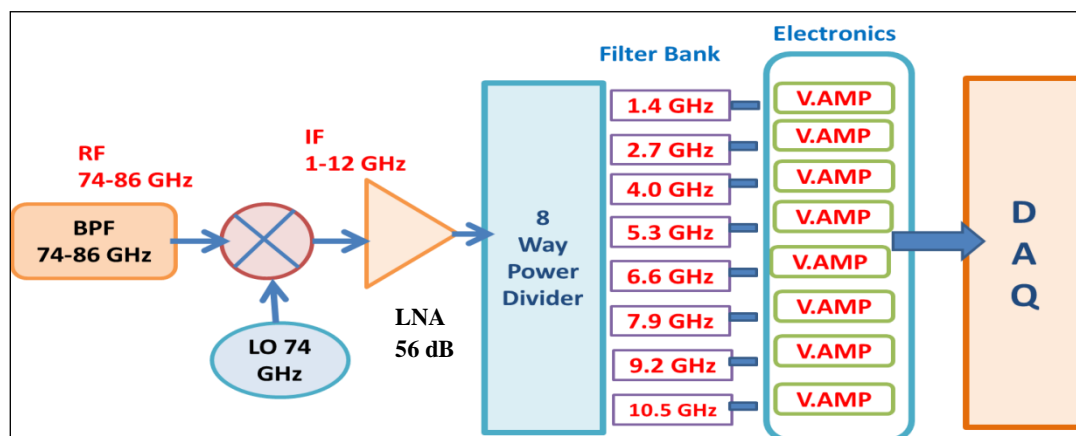 Electronics
Filter Bank
RF
74-86 GHz
IF
1-12 GHz
BPF
74-86 GHz
LO 74
GHz
LNA
56 dB
8
Way
Power
Divider
1.4 GHz
2.7 GHz
4.0 GHz
5.3 GHz
6.6 GHz
7.9 GHz
9.2 GHz
10.5 GHz
V.AMP
V.AMP
V.AMP
V.AMP
V.AMP
V.AMP
V.AMP
V.AMP
D
A
Q